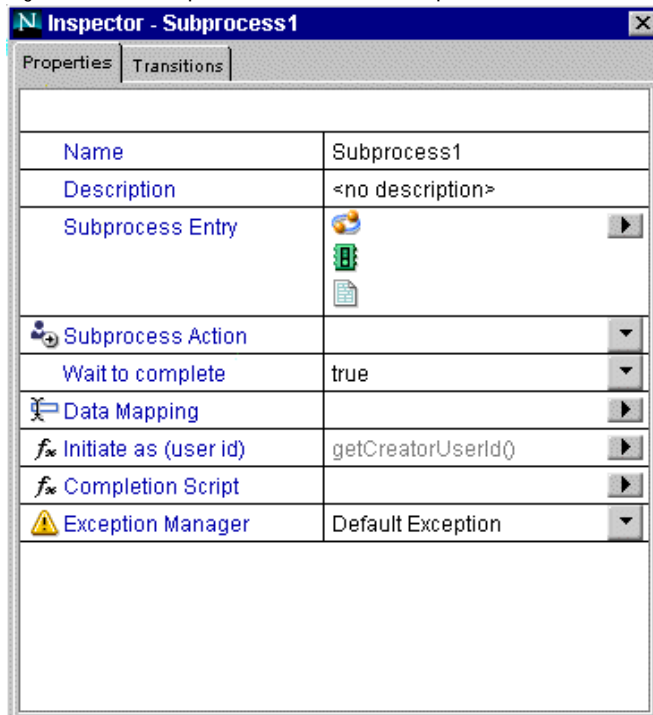 Inspector - Subprocess1
Properties Transitions
Name Subprocess1
Description <no description>
Subprocess Entry
Subprocess Action
Wait to complete true
Data Mapping
Initiate as (user id) getCreatorUserId()
Completion Script
Exception Manager Default Exception